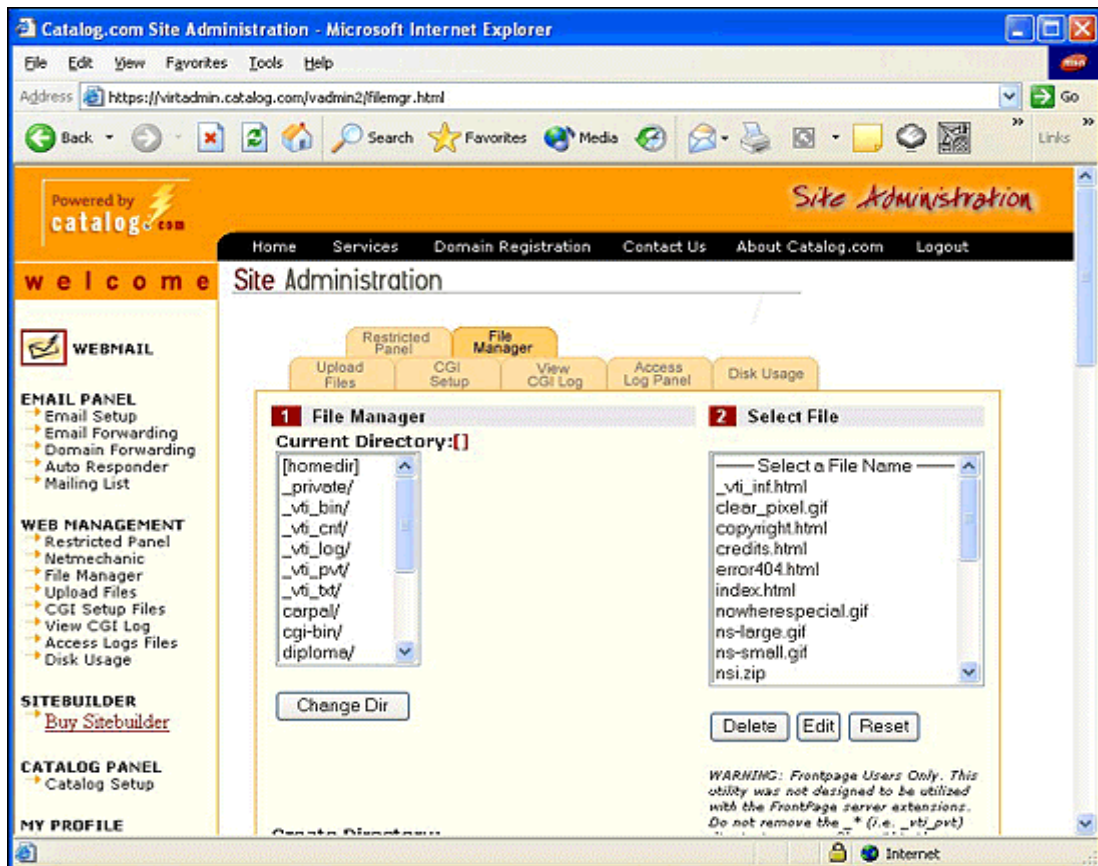 Catalog.com Site Administration - Microsoft Internet Explorer
File Edit View Favorites Tools Help
msn
Address https://virtadmin.catalog.com/vadmin2/filemgr.html Go
Back Search Favorites Media » Links »
Powered by
catalog.com
Site Administration
Home Services Domain Registration Contact Us About Catalog.com Logout
welcome
Site Administration
WEBMAIL
EMAIL PANEL
Email Setup
Email Forwarding
Domain Forwarding
Auto Responder
Mailing List
WEB MANAGEMENT
Restricted Panel
Netmechanic
File Manager
Upload Files
CGI Setup Files
View CGI Log
Access Logs Files
Disk Usage
SITEBUILDER
Buy Sitebuilder
CATALOG PANEL
Catalog Setup
MY PROFILE
Restricted Panel
File Manager
Upload Files
CGI Setup
View CGI Log
Access Log Panel
Disk Usage
1 File Manager
Current Directory:[]
[homedir]
_private/
_vti_bin/
_vti_cnf/
_vti_log/
_vti_pvt/
_vti_txt/
carpal/
cgi-bin/
diploma/
Change Dir
Create Directory:
2 Select File
—— Select a File Name ——
_vti_inf.html
clear_pixel.gif
copyright.html
credits.html
error404.html
index.html
nowherespecial.gif
ns-large.gif
ns-small.gif
nsi.zip
Delete Edit Reset
WARNING: Frontpage Users Only. This
utility was not designed to be utilized
with the FrontPage server extensions.
Do not remove the _* (i.e. _vti_pvt)
Internet